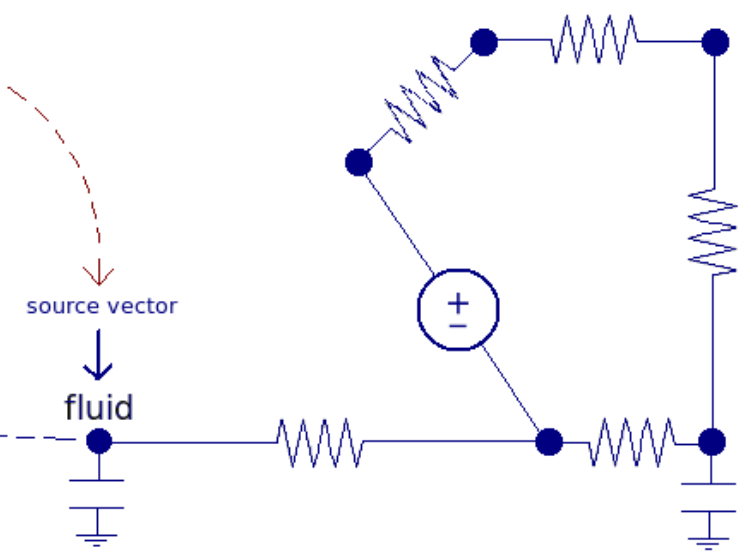 source vector
+
−
fluid